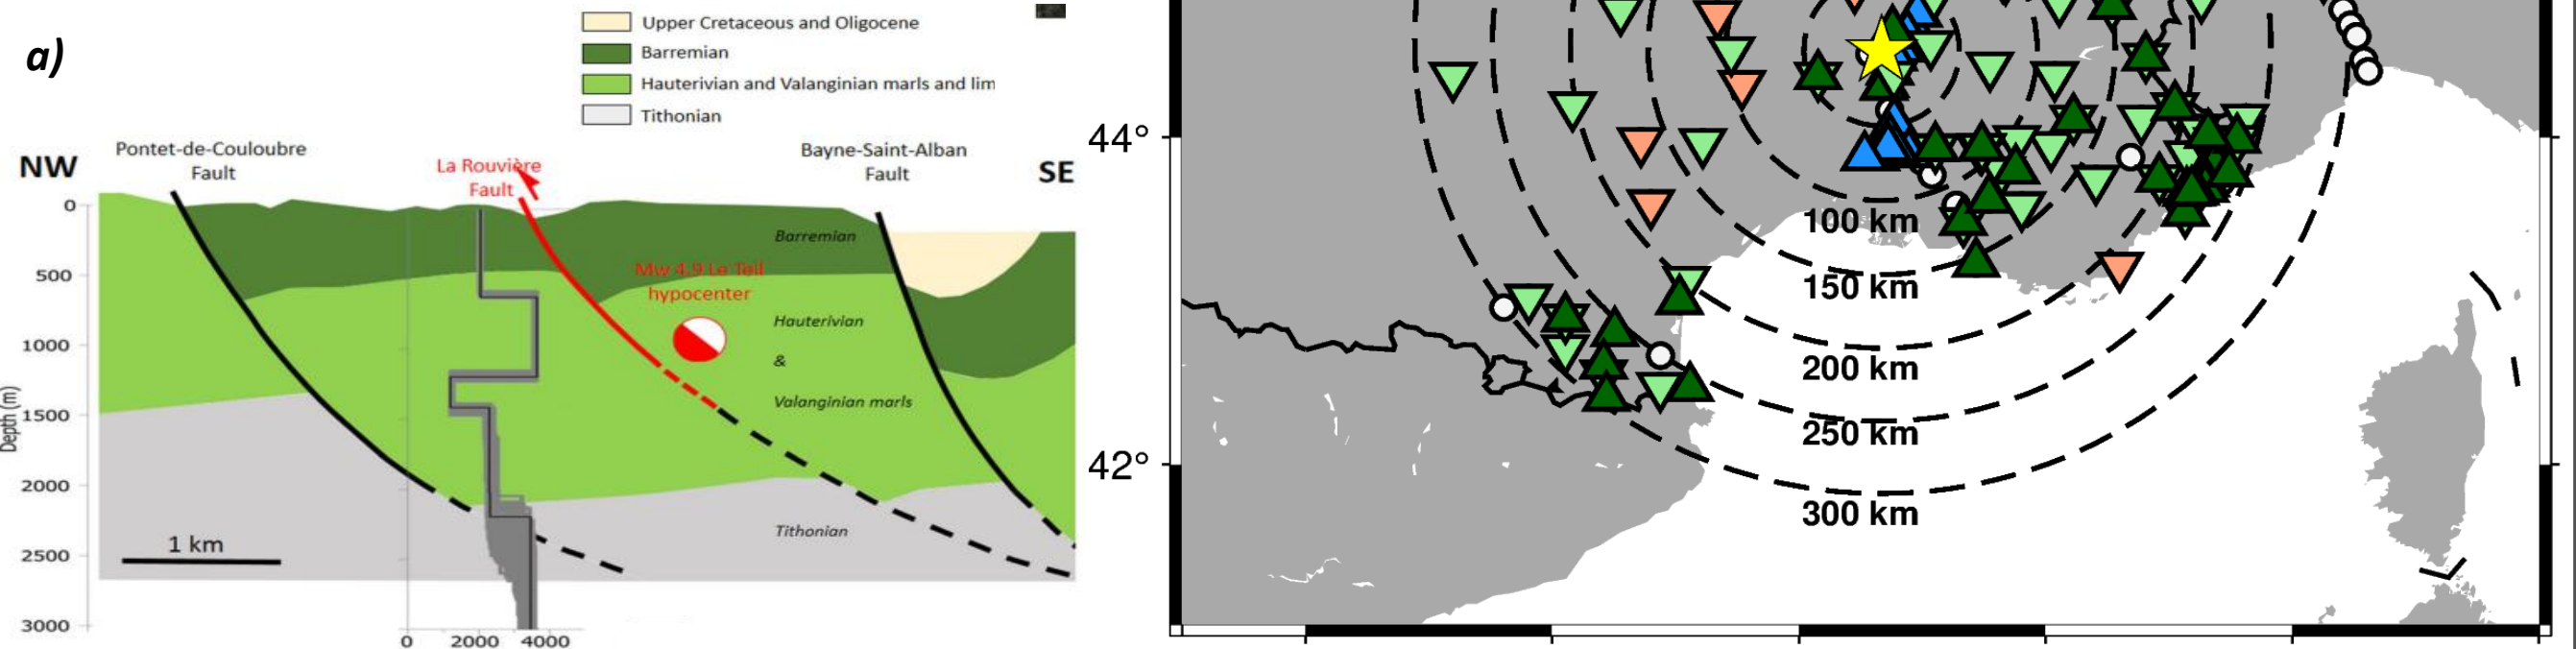 a)
Upper Cretaceous and Oligocene
Barremian
Hauterivian and Valanginian marls and lim
Tithonian
NW
Pontet-de-Couloubre
Fault
La Rouvière
Fault
Bayne-Saint-Alban
Fault
SE
0
500
1000
1500
2000
2500
3000
Depth (m)
Barremian
Mw 4.9 Le Teil
hypocenter
Hauterivian
&
Valanginian marls
Tithonian
1 km
0
2000
4000
44°
42°
100 km
150 km
200 km
250 km
300 km